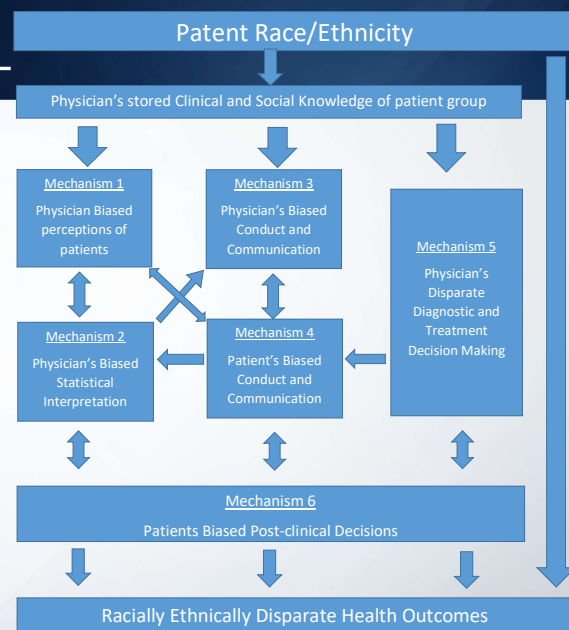 Patent Race/Ethnicity
Physician's stored Clinical and Social Knowledge of patient group
Mechanism 1
Physician Biased
perceptions of
patients
Mechanism 3
Physician's Biased
Conduct and
Communication
Mechanism 5
Physician's
Disparate
Diagnostic and
Treatment
Decision Making
Mechanism 2
Physician's Biased
Statistical
Interpretation
Mechanism 4
Patient's Biased
Conduct and
Communication
Mechanism 6
Patients Biased Post-clinical Decisions
Racially Ethnically Disparate Health Outcomes